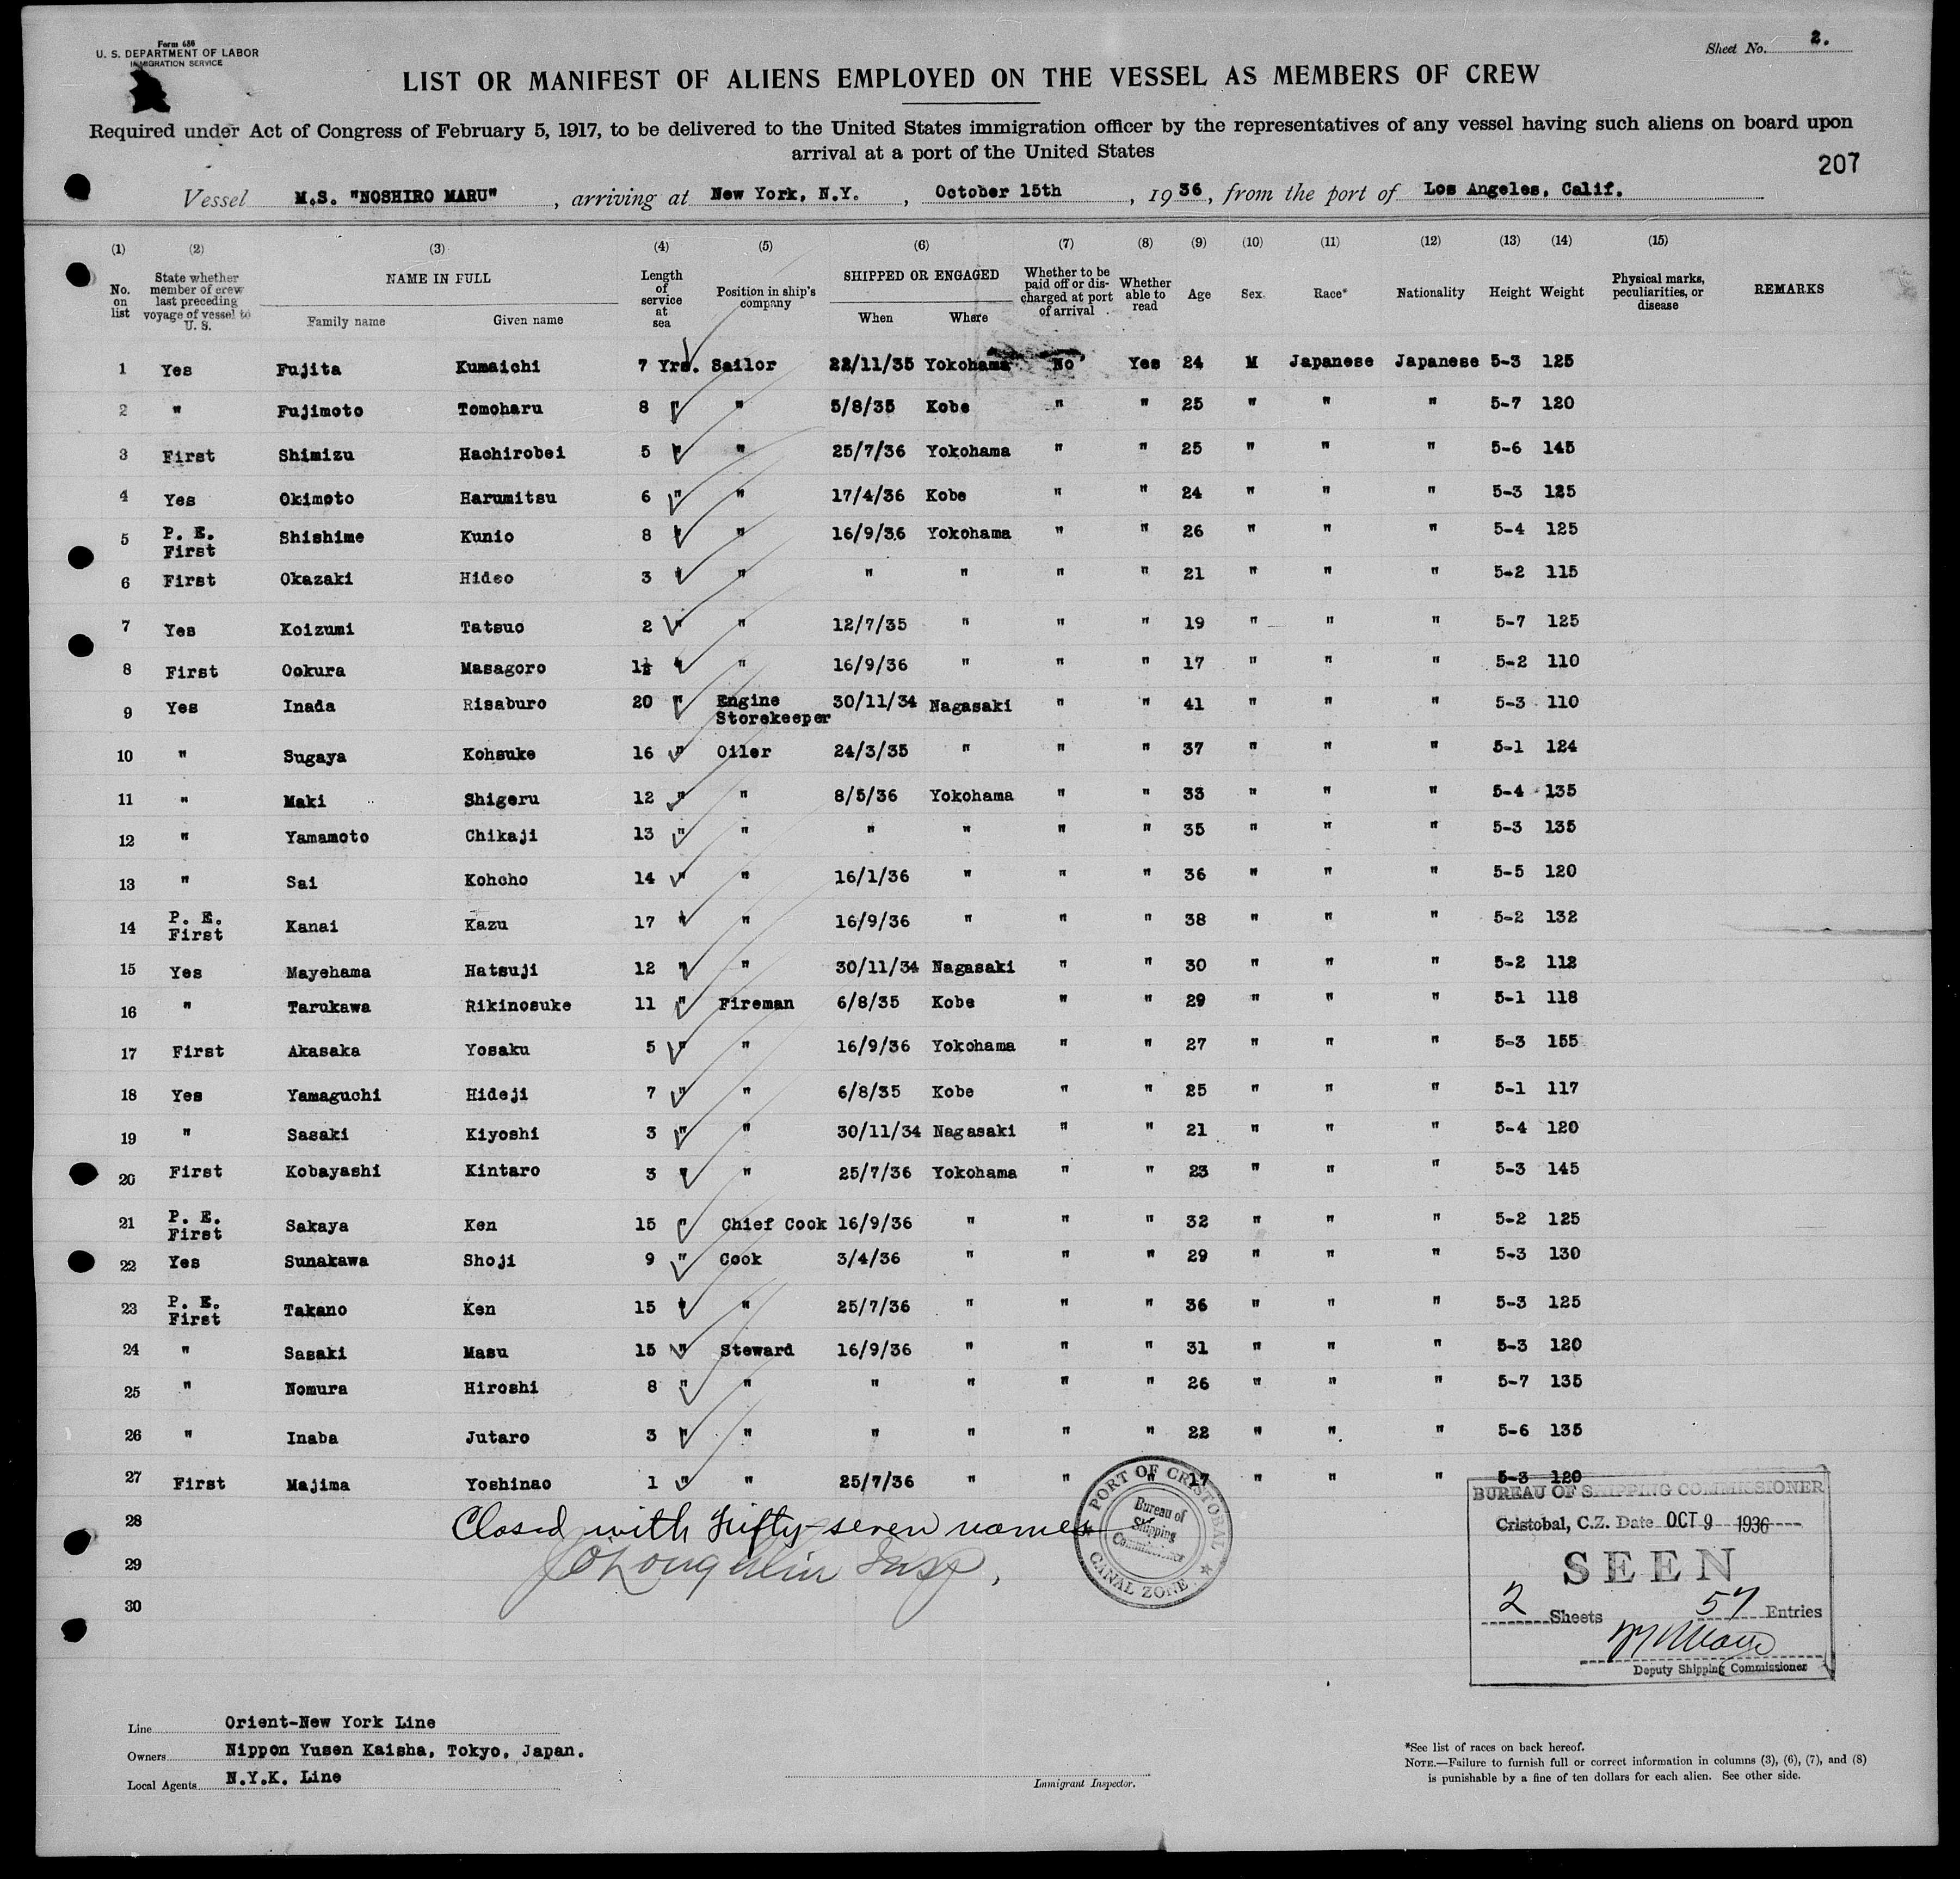 Form 680
U. S. DEPARTMENT OF LABOR
IMMIGRATION SERVICE
Sheet No. 2.
LIST OR MANIFEST OF ALIENS EMPLOYED ON THE VESSEL AS MEMBERS OF CREW
Required under Act of Congress of February 5, 1917, to be delivered to the United States immigration officer by the representatives of any vessel having such aliens on board upon
arrival at a port of the United States
207
Vessel M.S. "NOSHIRO MARU", arriving at New York, N.Y., October 15th, 1936, from the port of Los Angeles, Calif.
(1) (2) (3) (4) (5) (6) (7) (8) (9) (10) (11) (12) (13) (14) (15)
No. on list State whether member of crew last preceding voyage of vessel to U. S. NAME IN FULL Family name Given name Length of service at sea Position in ship's company SHIPPED OR ENGAGED When Where Whether to be paid off or discharged at port of arrival Whether able to read Age Sex Race* Nationality Height Weight Physical marks, peculiarities, or disease REMARKS
1 Yes Fujita Kumaichi 7 Yrs. Sailor 22/11/35 Yokohama No Yes 24 M Japanese Japanese 5-3 125
2 " Fujimoto Tomoharu 8 " " 5/8/35 Kobe " " 25 " " " 5-7 120
3 First Shimizu Hachirobei 5 " " 25/7/36 Yokohama " " 25 " " " 5-6 145
4 Yes Okimoto Harumitsu 6 " " 17/4/36 Kobe " " 24 " " " 5-3 125
5 P. E. First Shishime Kunio 8 " " 16/9/36 Yokohama " " 26 " " " 5-4 125
6 First Okazaki Hideo 3 " " " " " " 21 " " " 5-2 115
7 Yes Koizumi Tatsuo 2 " " 12/7/35 " " " 19 " " " 5-7 125
8 First Ookura Masagoro 1½ " " 16/9/36 " " " 17 " " " 5-2 110
9 Yes Inada Risaburo 20 " Engine Storekeeper 30/11/34 Nagasaki " " 41 " " " 5-3 110
10 " Sugaya Kohsuke 16 " Oiler 24/3/35 " " " 37 " " " 5-1 124
11 " Maki Shigeru 12 " " 8/5/36 Yokohama " " 33 " " " 5-4 135
12 " Yamamoto Chikaji 13 " " " " " " 35 " " " 5-3 135
13 " Sai Kohcho 14 " " 16/1/36 " " " 36 " " " 5-5 120
14 P. E. First Kanai Kazu 17 " " 16/9/36 " " " 38 " " " 5-2 132
15 Yes Mayehama Hatsuji 12 " " 30/11/34 Nagasaki " " 30 " " " 5-2 112
16 " Tarukawa Rikinosuke 11 " Fireman 6/8/35 Kobe " " 29 " " " 5-1 118
17 First Akasaka Yosaku 5 " " 16/9/36 Yokohama " " 27 " " " 5-3 155
18 Yes Yamaguchi Hideji 7 " " 6/8/35 Kobe " " 25 " " " 5-1 117
19 " Sasaki Kiyoshi 3 " " 30/11/34 Nagasaki " " 21 " " " 5-4 120
20 First Kobayashi Kintaro 3 " " 25/7/36 Yokohama " " 23 " " " 5-3 145
21 P. E. First Sakaya Ken 15 " Chief Cook 16/9/36 " " " 32 " " " 5-2 125
22 Yes Sunakawa Shoji 9 " Cook 3/4/36 " " " 29 " " " 5-3 130
23 P. E. First Takano Ken 15 " " 25/7/36 " " " 36 " " " 5-3 125
24 " Sasaki Masu 15 " Steward 16/9/36 " " " 31 " " " 5-3 120
25 " Nomura Hiroshi 8 " " " " " " 26 " " " 5-7 135
26 " Inaba Jutaro 3 " " " " " " 22 " " " 5-6 135
27 First Majima Yoshinao 1 " " 25/7/36 " " " 17 " " " 5-3 120
28 Closed with fifty-seven names
29 O'Loughlin Insp.
30
PORT OF CRISTOBAL
Bureau of
Shipping
Commissioner
CANAL ZONE
BUREAU OF SHIPPING COMMISSIONER
Cristobal, C.Z. Date OCT 9 1936
SEEN
2 Sheets 57 Entries
Deputy Shipping Commissioner
Line Orient-New York Line
Owners Nippon Yusen Kaisha, Tokyo, Japan.
Local Agents N.Y.K. Line
Immigrant Inspector.
*See list of races on back hereof.
NOTE.—Failure to furnish full or correct information in columns (3), (6), (7), and (8)
is punishable by a fine of ten dollars for each alien. See other side.